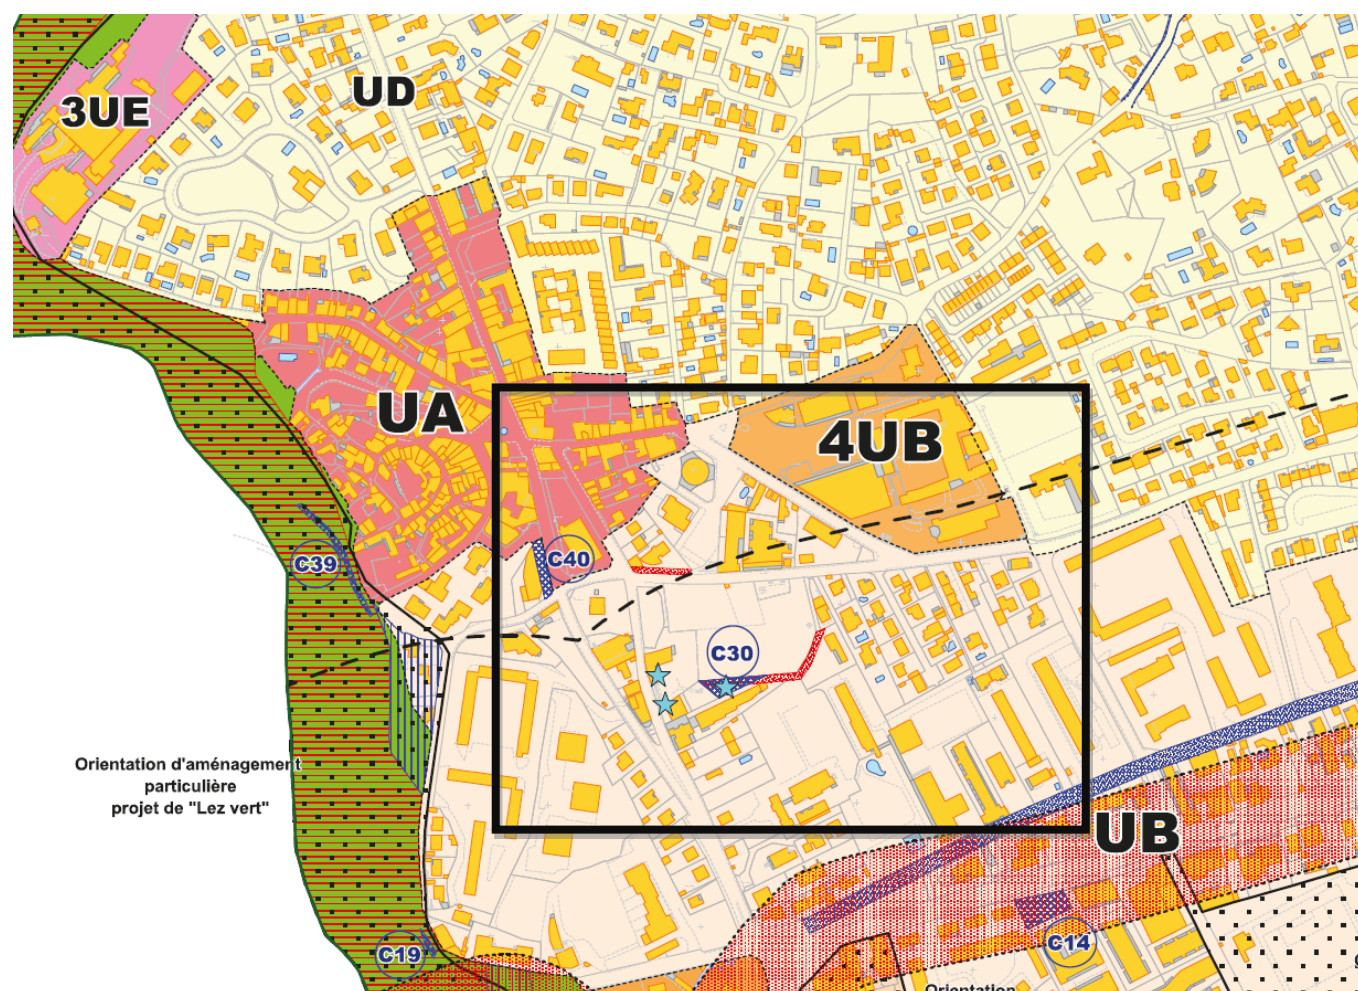 UD
3UE
UA
4UB
C40
C39
C30
Orientation d'aménagement
particulière
projet de "Lez vert"
UB
C14
C19
Orientation
g